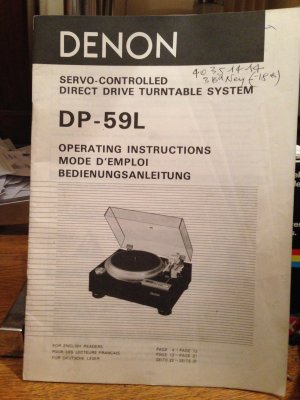 DENON
SERVO-CONTROLLED
DIRECT DRIVE TURNTABLE SYSTEM
DP-59L
OPERATING INSTRUCTIONS
MODE D'EMPLOI
BEDIENUNGSANLEITUNG
FOR ENGLISH READERS
POUR LES LECTEURS FRANCAIS
FÜR DEUTSCHE LESER